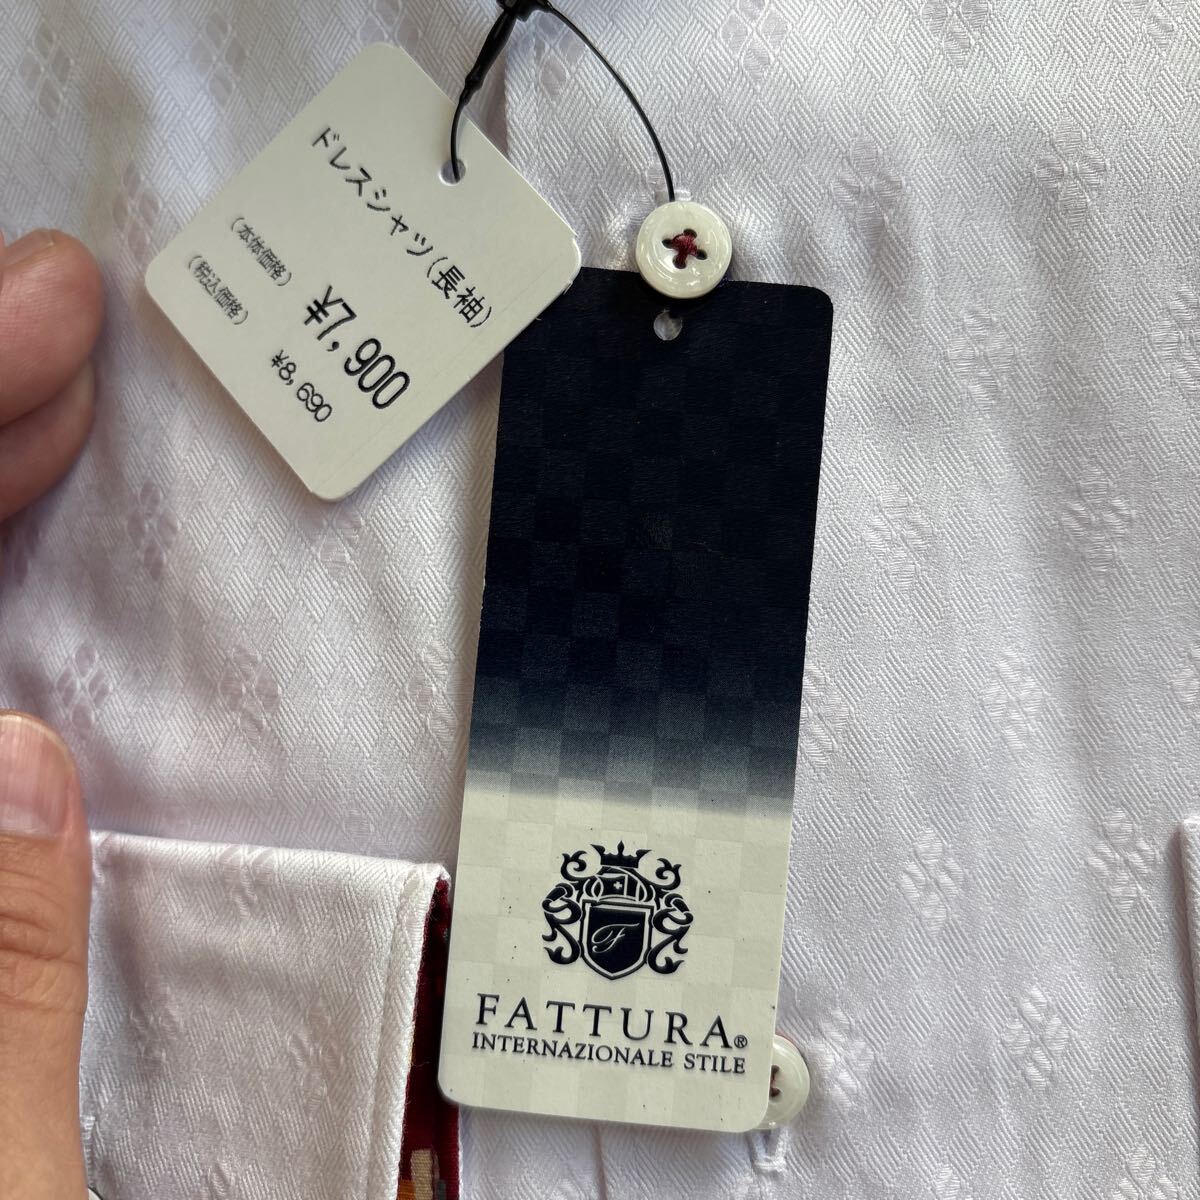 ドレスシャツ(長袖)
(本体価格)
¥7,900
(税込価格)
¥8,690
F
FATTURA®
INTERNAZIONALE STILE